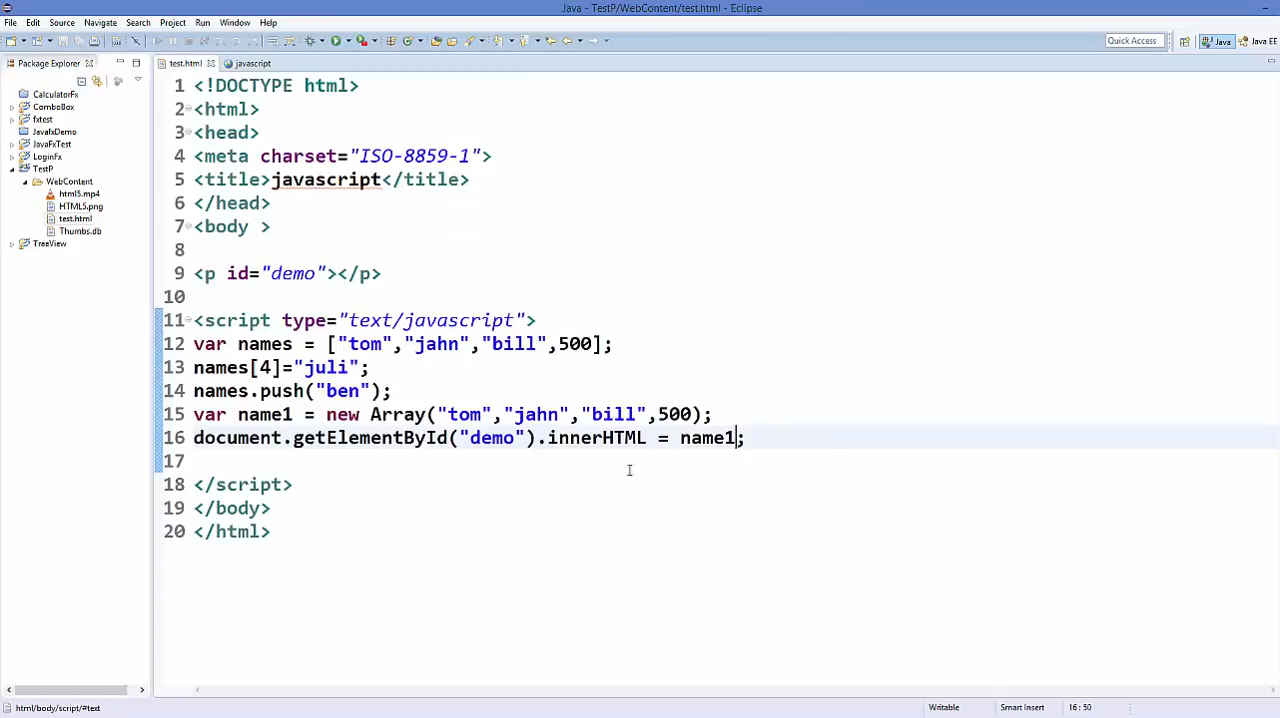 Java - TestP/WebContent/test.html - Eclipse
File Edit Source Navigate Search Project Run Window Help
Quick Access
Java
Java EE
Package Explorer
test.html
javascript
CalculatorFx
ComboBox
fxtest
JavafxDemo
JavaFxTest
LoginFx
TestP
WebContent
html5.mp4
HTML5.png
test.html
Thumbs.db
TreeView
1 <!DOCTYPE html>
2 <html>
3 <head>
4 <meta charset="ISO-8859-1">
5 <title>javascript</title>
6 </head>
7 <body >
8
9 <p id="demo"></p>
10
11 <script type="text/javascript">
12 var names = ["tom","jahn","bill",500];
13 names[4]="juli";
14 names.push("ben");
15 var name1 = new Array("tom","jahn","bill",500);
16 document.getElementById("demo").innerHTML = name1;
17
18 </script>
19 </body>
20 </html>
html/body/script/#text
Writable
Smart Insert
16 : 50